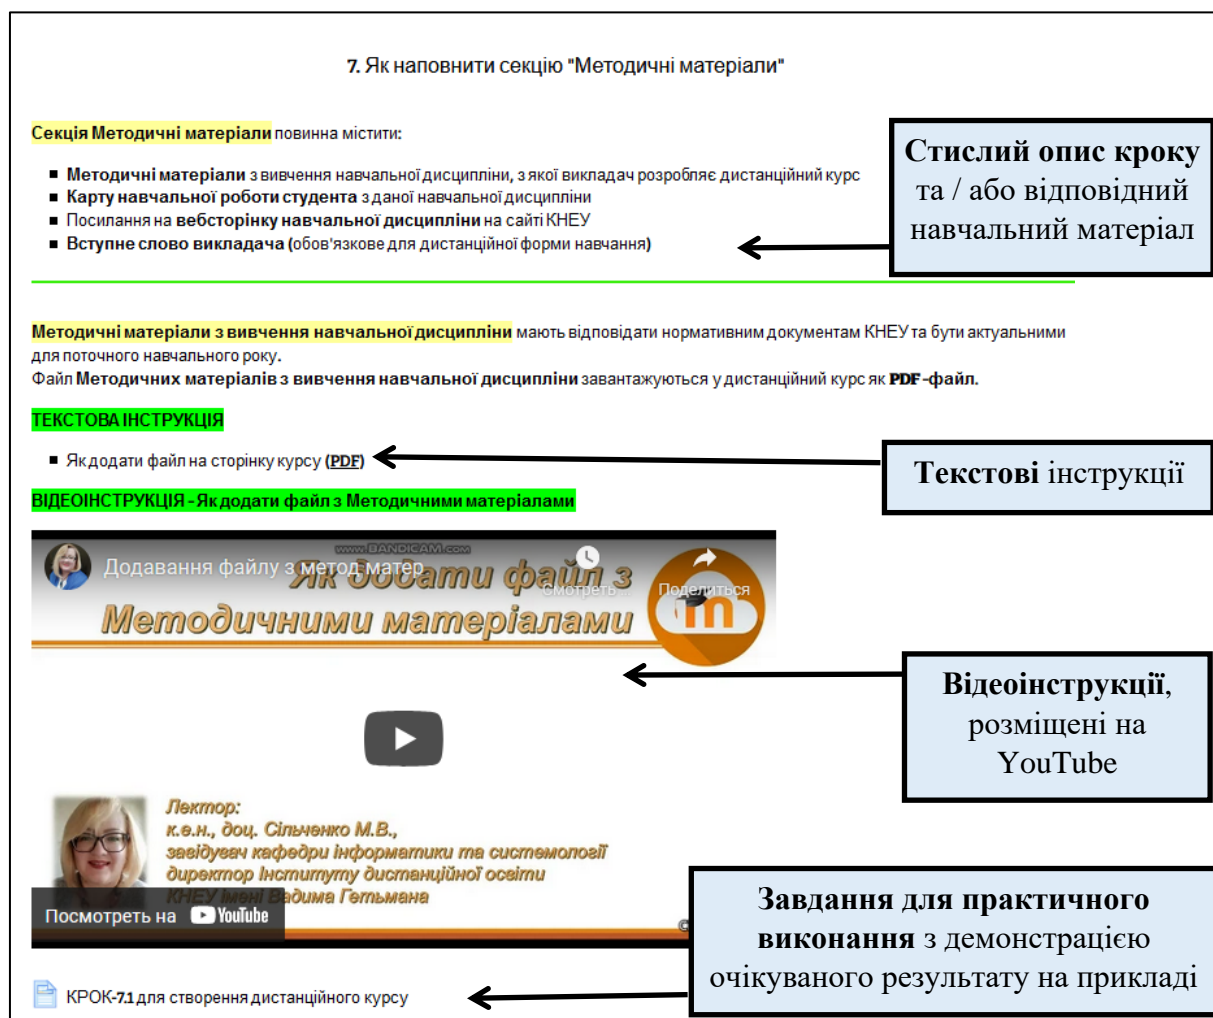 7. Як наповнити секцію "Методичні матеріали"
Секція Методичні матеріали повинна містити:
Методичні матеріали з вивчення навчальної дисципліни, з якої викладач розробляє дистанційний курс
Карту навчальної роботи студента з даної навчальної дисципліни
Посилання на вебсторінку навчальної дисципліни на сайті КНЕУ
Вступне слово викладача (обов'язкове для дистанційної форми навчання)
Стислий опис кроку
та / або відповідний
навчальний матеріал
Методичні матеріали з вивчення навчальної дисципліни мають відповідати нормативним документам КНЕУ та бути актуальними
для поточного навчального року.
Файл Методичних матеріалів з вивчення навчальної дисципліни завантажуються у дистанційний курс як PDF-файл.
ТЕКСТОВА ІНСТРУКЦІЯ
Як додати файл на сторінку курсу (PDF)
Текстові інструкції
ВІДЕОІНСТРУКЦІЯ - Як додати файл з Методичними матеріалами
www.BANDICAM.com
Додавання файлу з метод матер
Як додати файл з
Методичними матеріалами
Смотреть...
Поделиться
m
Відеоінструкції,
розміщені на
YouTube
Лектор:
к.е.н., доц. Сільченко М.В.,
завідувач кафедри інформатики та системології
директор Інституту дистанційної освіти
КНЕУ імені Вадима Гетьмана
Посмотреть на YouTube
©
Завдання для практичного
виконання з демонстрацією
очікуваного результату на прикладі
КРОК-7.1 для створення дистанційного курсу